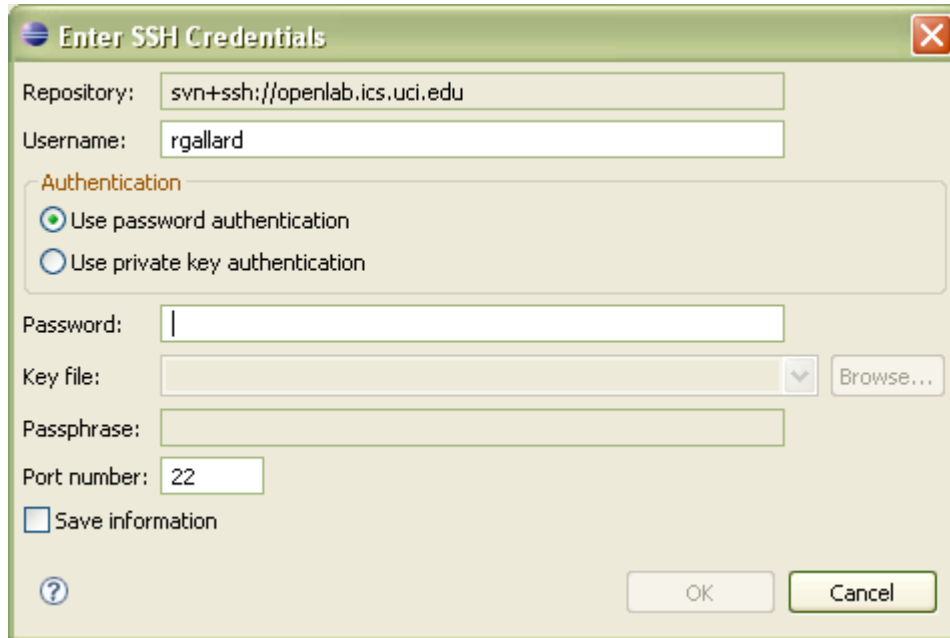 Enter SSH Credentials
Repository: svn+ssh://openlab.ics.uci.edu
Username: rgallard
Authentication
Use password authentication
Use private key authentication
Password:
Key file: Browse...
Passphrase:
Port number: 22
Save information
? OK Cancel